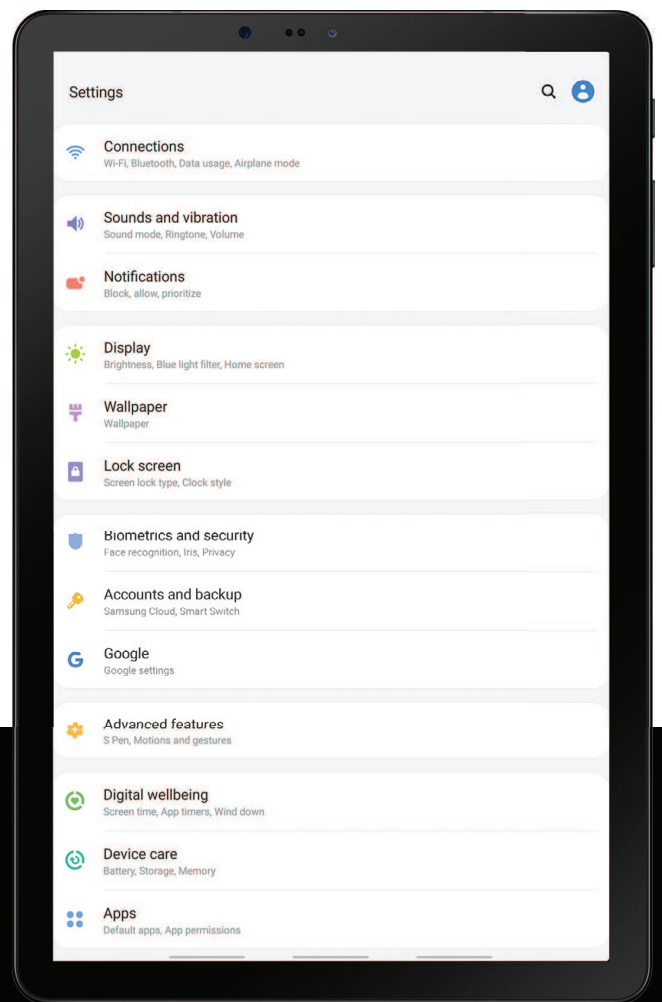 Settings
Connections
Wi-Fi, Bluetooth, Data usage, Airplane mode
Sounds and vibration
Sound mode, Ringtone, Volume
Notifications
Block, allow, prioritize
Display
Brightness, Blue light filter, Home screen
Wallpaper
Wallpaper
Lock screen
Screen lock type, Clock style
Biometrics and security
Face recognition, Iris, Privacy
Accounts and backup
Samsung Cloud, Smart Switch
Google
Google settings
Advanced features
S Pen, Motions and gestures
Digital wellbeing
Screen time, App timers, Wind down
Device care
Battery, Storage, Memory
Apps
Default apps, App permissions